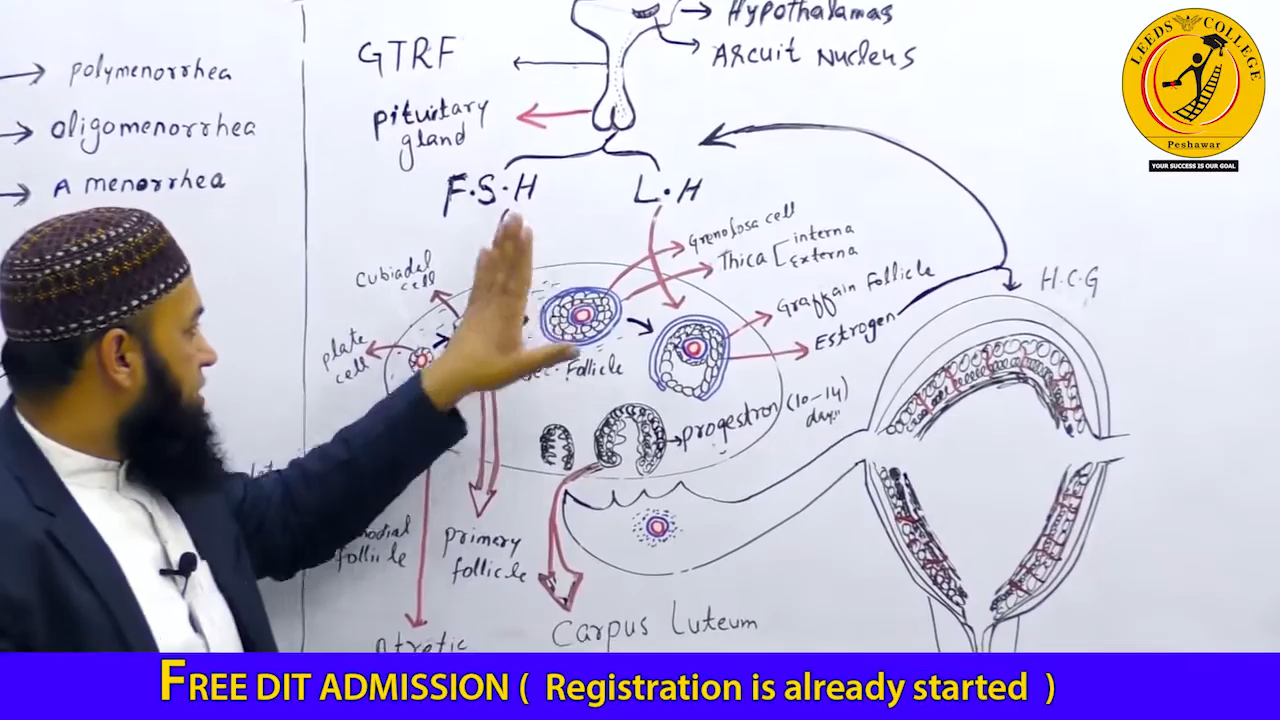 polymenorrhea
oligomenorrhea
A menorrhea
Hypothalamas
Arcuit Nucleus
GTRF
pituitary
gland
F.S.H
L.H
Grenolosa cell
Thica
interna
Externa
cubiadal
cell
plate
cell
Follicle
Graffain Follicle
Estrogen
H.C.G
progestron (10-14)
days
follicle
primary
follicle
Carpus Luteum
Atretic
LEEDS COLLEGE
Peshawar
YOUR SUCCESS IS OUR GOAL
FREE DIT ADMISSION ( Registration is already started )